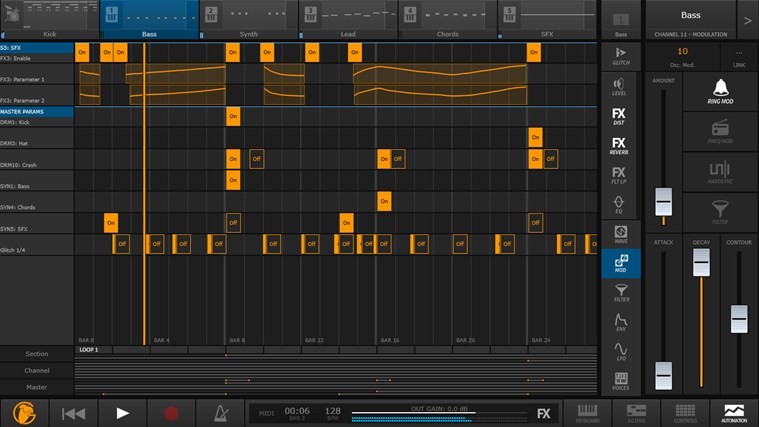 Kick
1
Bass
2
Synth
3
Lead
4
Chords
5
SFX
1
Bass
Bass
CHANNEL 11 - MODULATION
>
S5: SFX
FX3: Enable
On On On On On On On On
FX3: Parameter 1
FX3: Parameter 2
MASTER PARAMS
DRM1: Kick
On
DRM3: Hat
On
DRM10: Crash
On Off On Off On Off
SYN1: Bass
On
SYN4: Chords
On
SYN5: SFX
On Off On Off
Glitch 1/4
Off Off Off Off Off Off Off Off Off Off Off Off Off Off
BAR 0 BAR 4 BAR 8 BAR 12 BAR 16 BAR 20 BAR 24
LOOP 1
Section
Channel
Master
GLITCH
LEVEL
FX
DIST
FX
REVERB
FX
FLT LP
EQ
WAVE
MOD
FILTER
ENV
LFO
VOICES
10
Osc. Mod.
...
LINK
AMOUNT
RING MOD
FREQ-MOD
HARDSYNC
FILTER
ATTACK
DECAY
CONTOUR
MIDI
00:06
BAR 3
128
BPM
OUT GAIN: 0.0 dB
FX
KEYBOARD
SCORE
CONTROLS
AUTOMATION